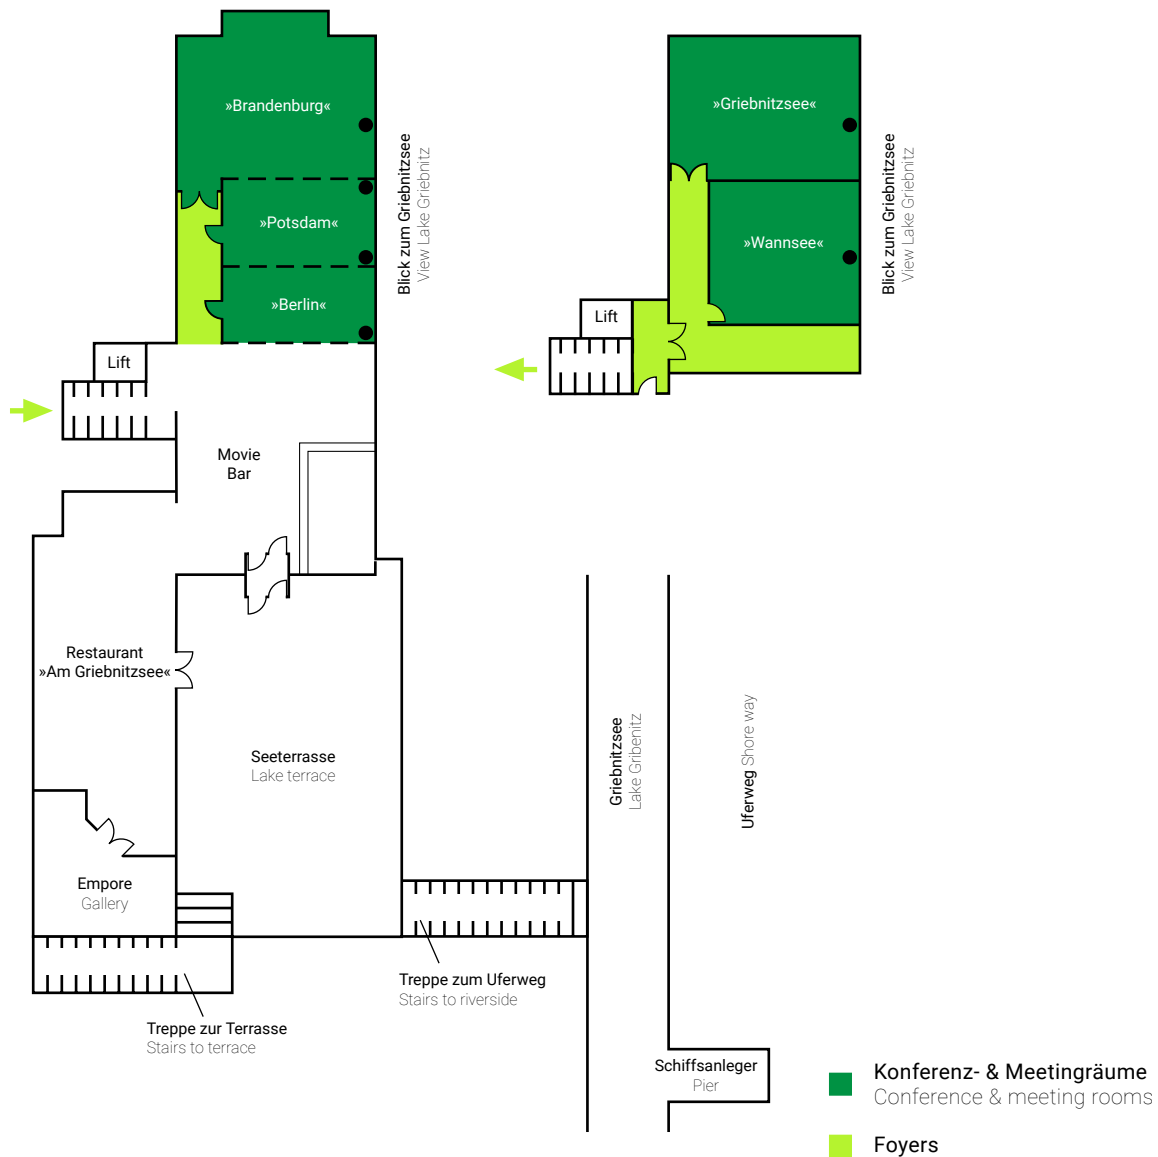 »Brandenburg«
»Potsdam«
»Berlin«
Blick zum Griebnitzsee
View Lake Griebnitz
Lift
Movie
Bar
»Griebnitzsee«
»Wannsee«
Blick zum Griebnitzsee
View Lake Griebnitz
Lift
Restaurant
»Am Griebnitzsee«
Seeterrasse
Lake terrace
Empore
Gallery
Griebnitzsee
Lake Gribenitz
Uferweg Shore way
Treppe zum Uferweg
Stairs to riverside
Treppe zur Terrasse
Stairs to terrace
Schiffsanleger
Pier
Konferenz- & Meetingräume
Conference & meeting rooms
Foyers